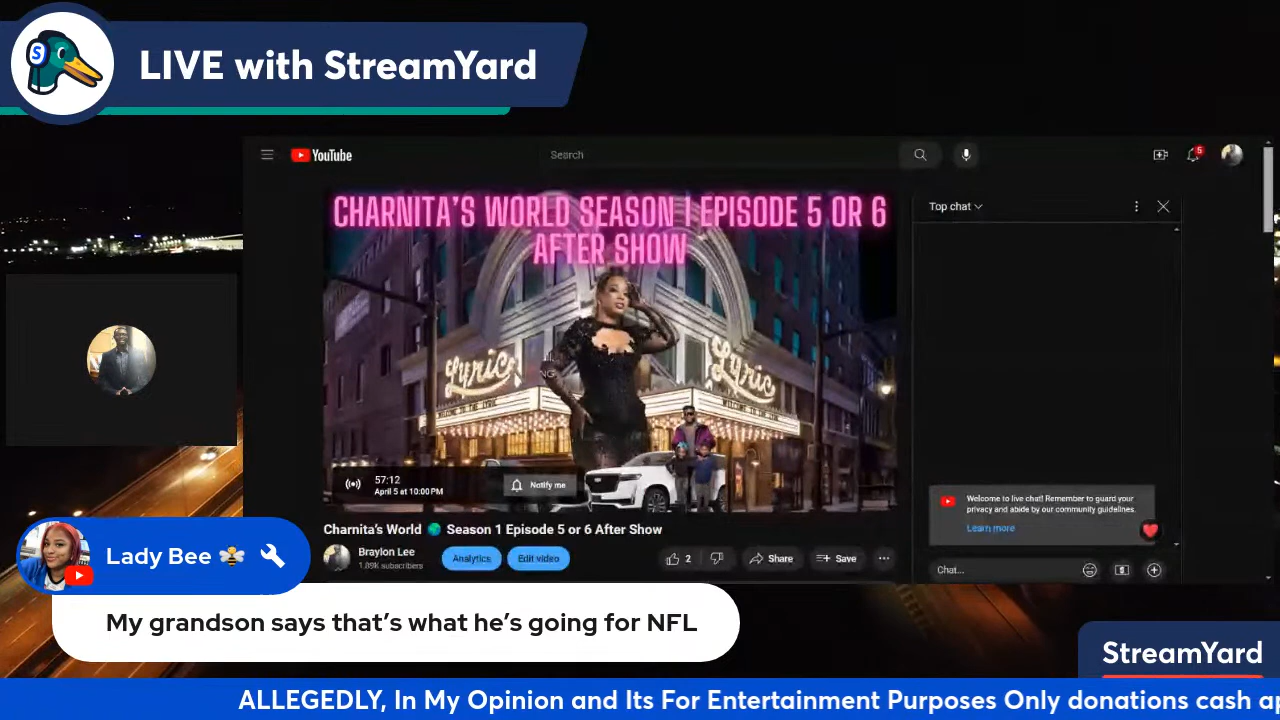 LIVE with StreamYard
YouTube
Search
5
CHARNITA'S WORLD SEASON 1 EPISODE 5 OR 6
AFTER SHOW
Top chat
Lyric
Lyric
57:12
April 5 at 10:00 PM
Notify me
Welcome to live chat! Remember to guard your
privacy and abide by our community guidelines.
Learn more
Charnita's World 🌍 Season 1 Episode 5 or 6 After Show
Braylon Lee
1.89K subscribers
Analytics
Edit video
2
Share
Save
Chat...
Lady Bee 🐝
My grandson says that's what he's going for NFL
StreamYard
ALLEGEDLY, In My Opinion and Its For Entertainment Purposes Only donations cash ap